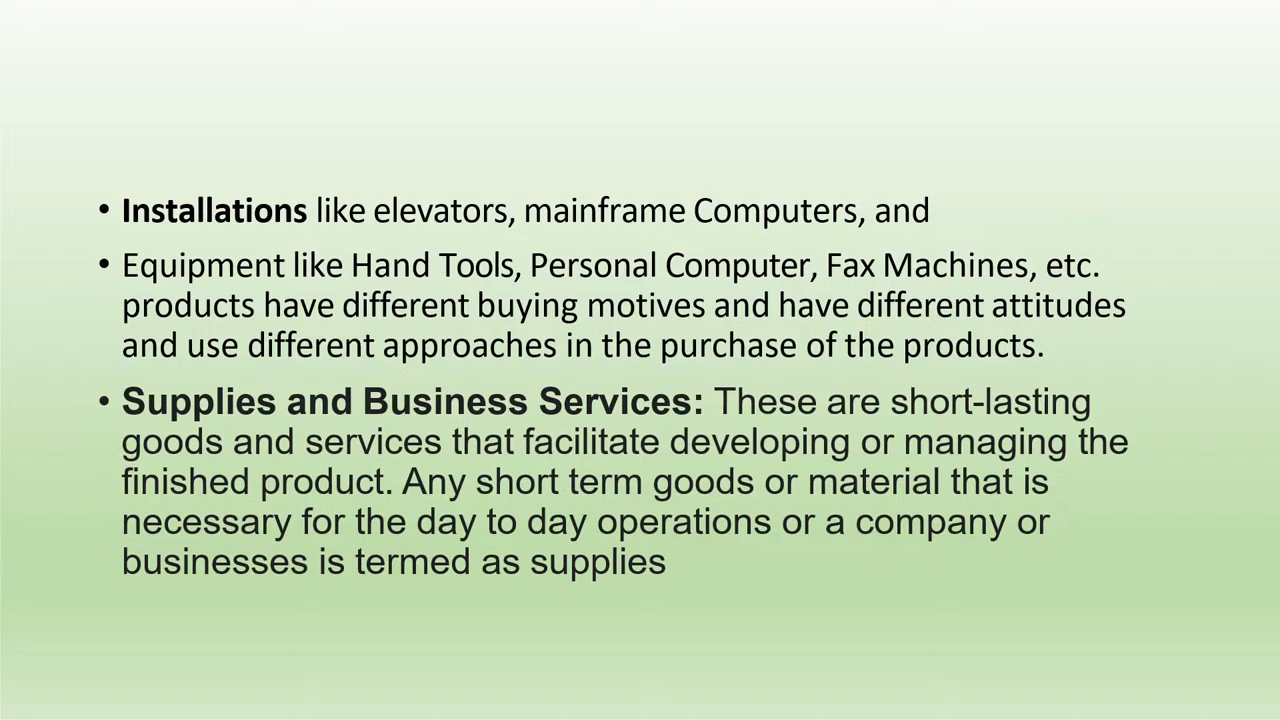 • Installations like elevators, mainframe Computers, and
• Equipment like Hand Tools, Personal Computer, Fax Machines, etc.
products have different buying motives and have different attitudes
and use different approaches in the purchase of the products.
• Supplies and Business Services: These are short-lasting
goods and services that facilitate developing or managing the
finished product. Any short term goods or material that is
necessary for the day to day operations or a company or
businesses is termed as supplies